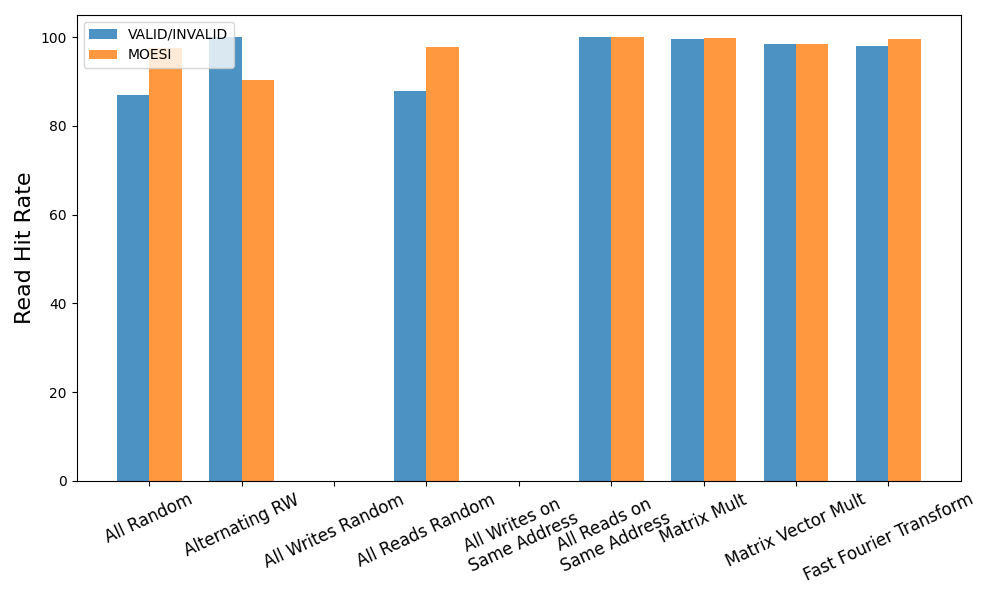 VALID/INVALID
MOESI
Read Hit Rate
100
80
60
40
20
0
All Random
Alternating RW
All Writes Random
All Reads Random
All Writes on
Same Address
All Reads on
Same Address
Matrix Mult
Matrix Vector Mult
Fast Fourier Transform